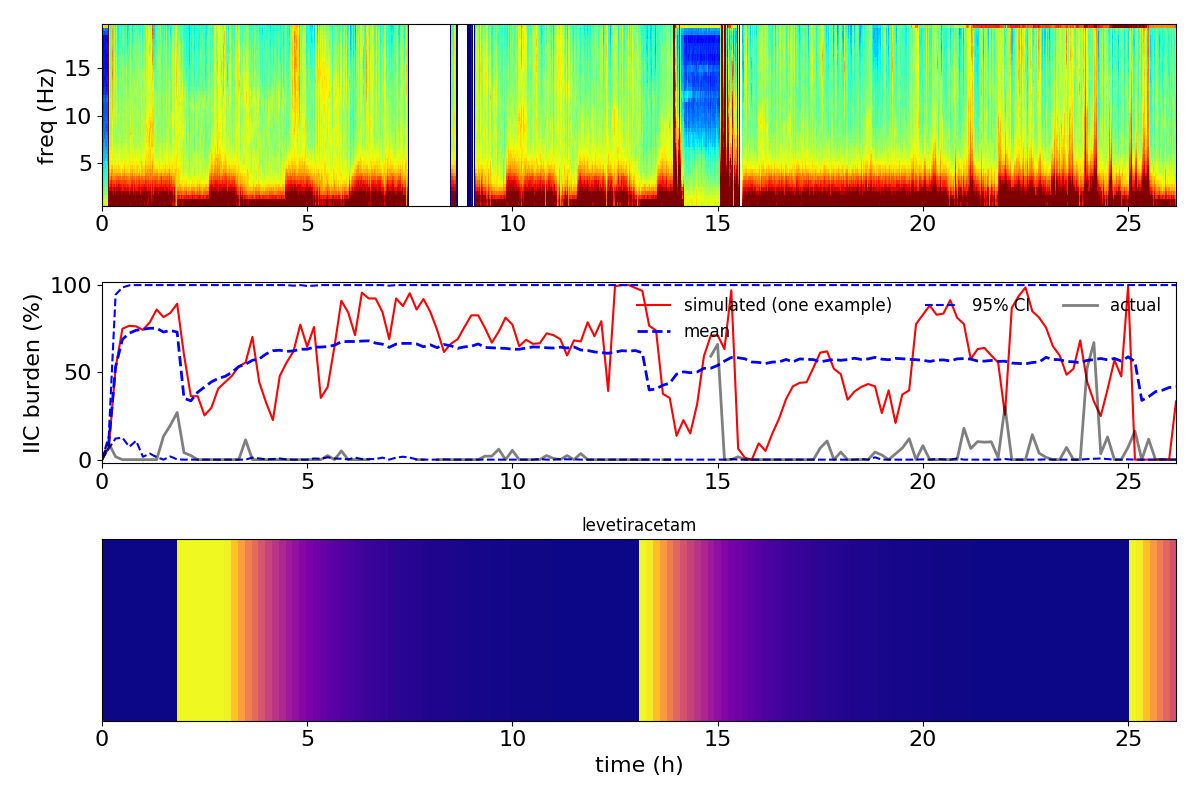 freq (Hz)
15
10
5
0 5 10 15 20 25
IIC burden (%)
100
50
0
simulated (one example) 95% CI actual
mean
0 5 10 15 20 25
levetiracetam
0 5 10 15 20 25
time (h)